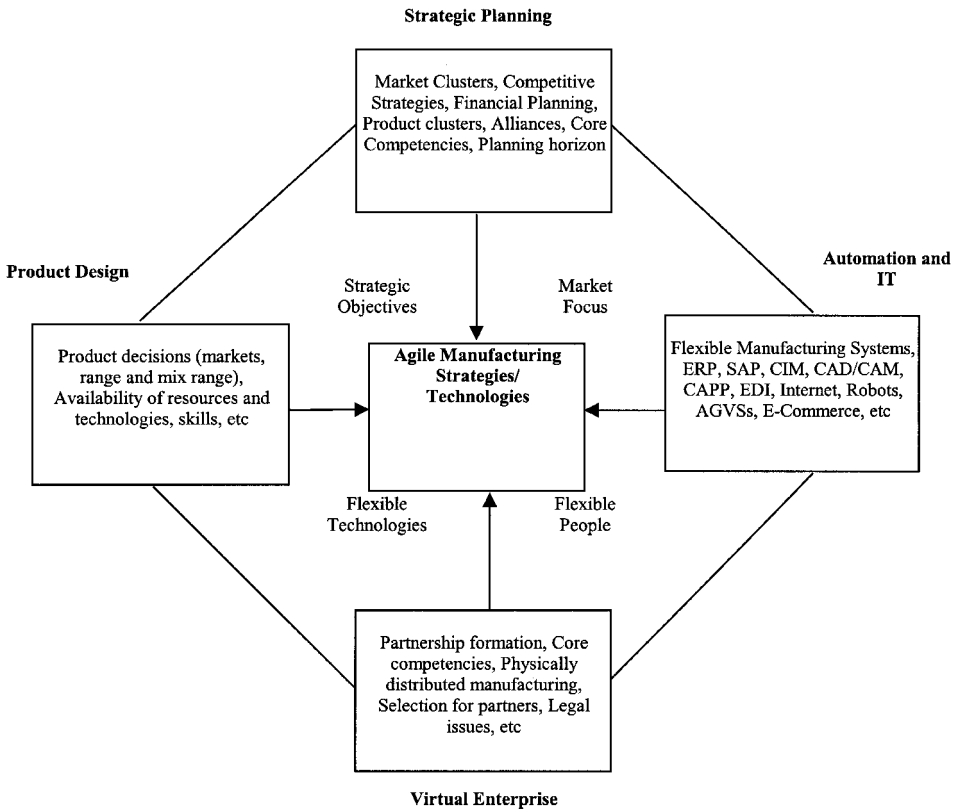 Strategic Planning
Market Clusters, Competitive
Strategies, Financial Planning,
Product clusters, Alliances, Core
Competencies, Planning horizon
Product Design
Automation and
IT
Strategic
Objectives
Market
Focus
Product decisions (markets,
range and mix range),
Availability of resources and
technologies, skills, etc
Agile Manufacturing
Strategies/
Technologies
Flexible Manufacturing Systems,
ERP, SAP, CIM, CAD/CAM,
CAPP, EDI, Internet, Robots,
AGVSs, E-Commerce, etc
Flexible
Technologies
Flexible
People
Partnership formation, Core
competencies, Physically
distributed manufacturing,
Selection for partners, Legal
issues, etc
Virtual Enterprise